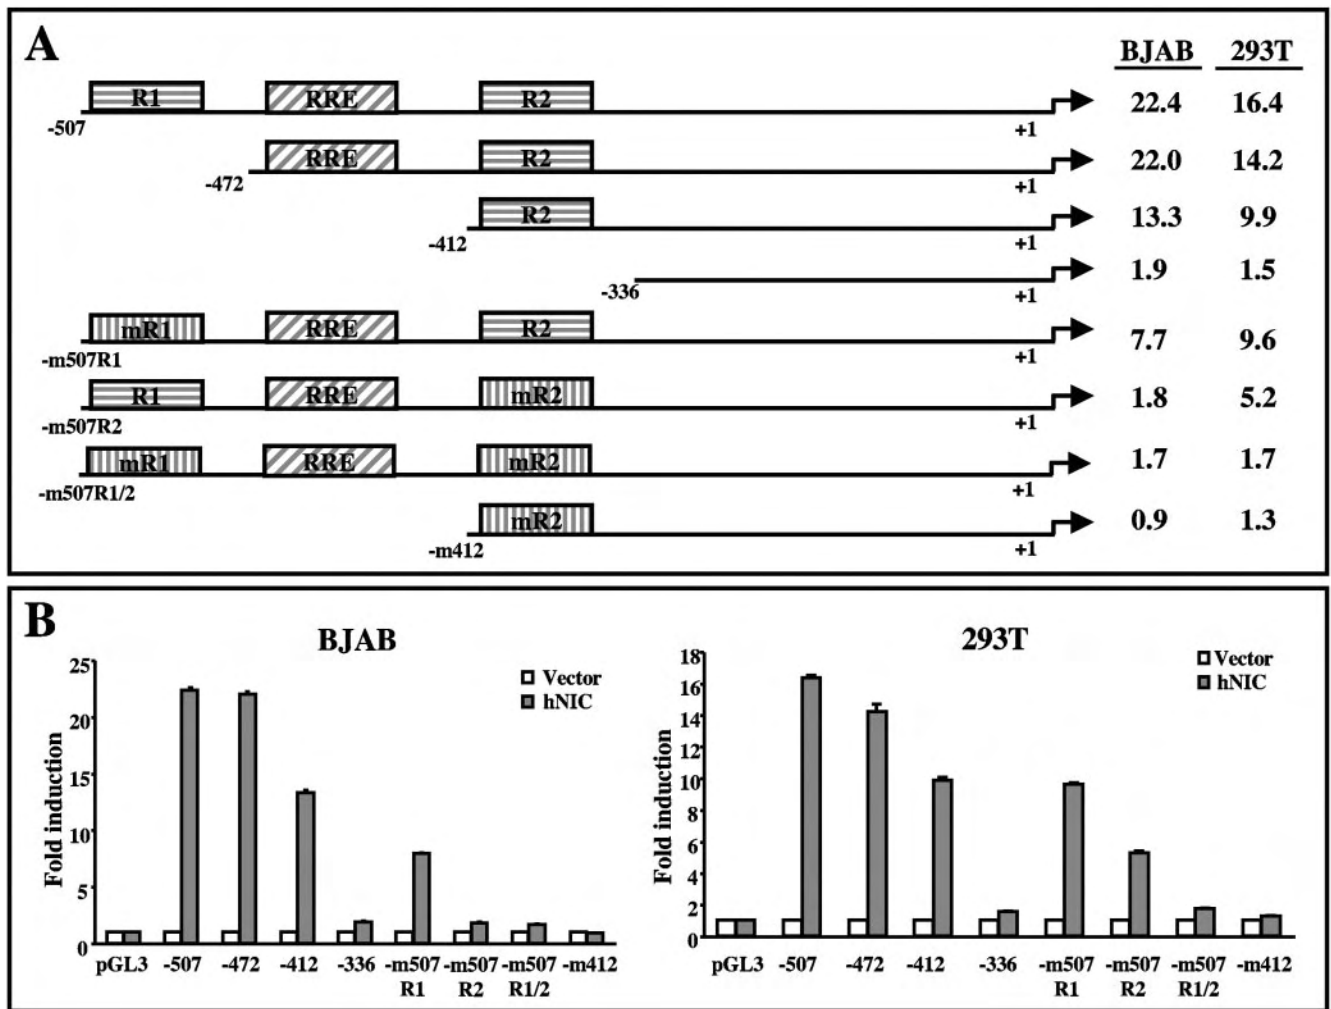 A
BJAB 293T
R1 RRE R2
-507 +1 22.4 16.4
RRE R2
-472 +1 22.0 14.2
R2
-412 +1 13.3 9.9
-336 +1 1.9 1.5
mR1 RRE R2
-m507R1 +1 7.7 9.6
R1 RRE mR2
-m507R2 +1 1.8 5.2
mR1 RRE mR2
-m507R1/2 +1 1.7 1.7
mR2
-m412 +1 0.9 1.3
B
BJAB
Vector
hNIC
Fold induction
25
20
15
10
5
0
pGL3 -507 -472 -412 -336 -m507 -m507 -m507 -m412
R1 R2 R1/2
293T
Vector
hNIC
Fold induction
18
16
14
12
10
8
6
4
2
0
pGL3 -507 -472 -412 -336 -m507 -m507 -m507 -m412
R1 R2 R1/2